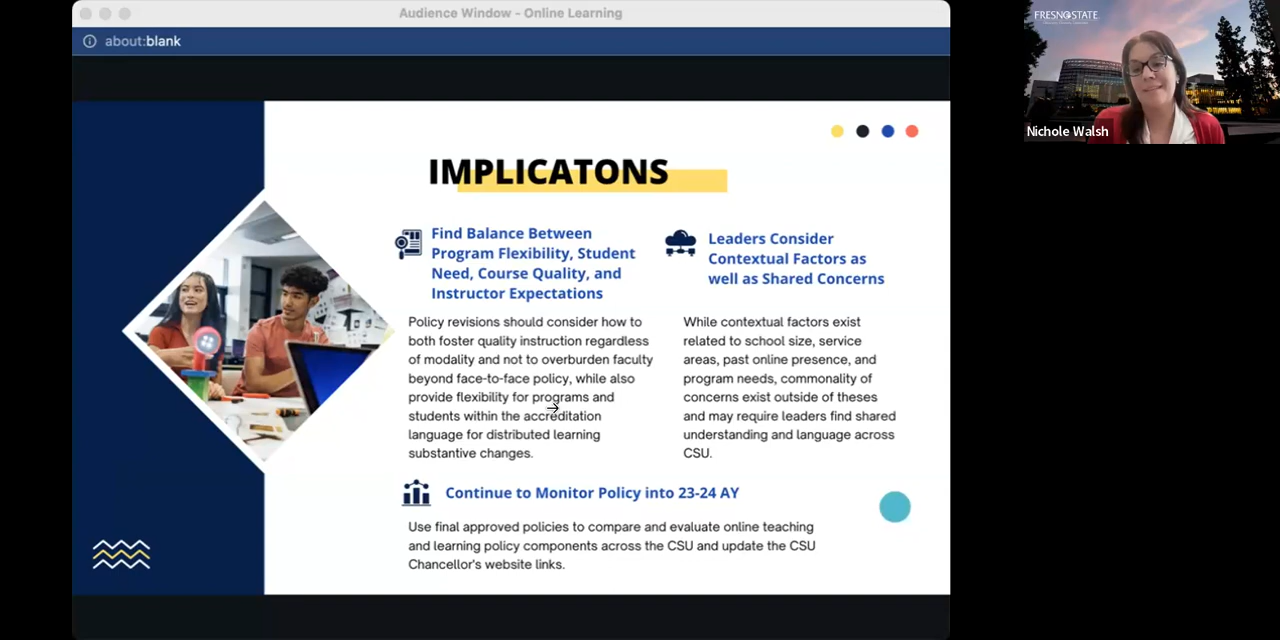 Audience Window - Online Learning
about:blank
FRESNO STATE
Nichole Walsh
IMPLICATONS
Find Balance Between
Program Flexibility, Student
Need, Course Quality, and
Instructor Expectations
Policy revisions should consider how to
both foster quality instruction regardless
of modality and not to overburden faculty
beyond face-to-face policy, while also
provide flexibility for programs and
students within the accreditation
language for distributed learning
substantive changes.
Leaders Consider
Contextual Factors as
well as Shared Concerns
While contextual factors exist
related to school size, service
areas, past online presence, and
program needs, commonality of
concerns exist outside of theses
and may require leaders find shared
understanding and language across
CSU.
Continue to Monitor Policy into 23-24 AY
Use final approved policies to compare and evaluate online teaching
and learning policy components across the CSU and update the CSU
Chancellor's website links.